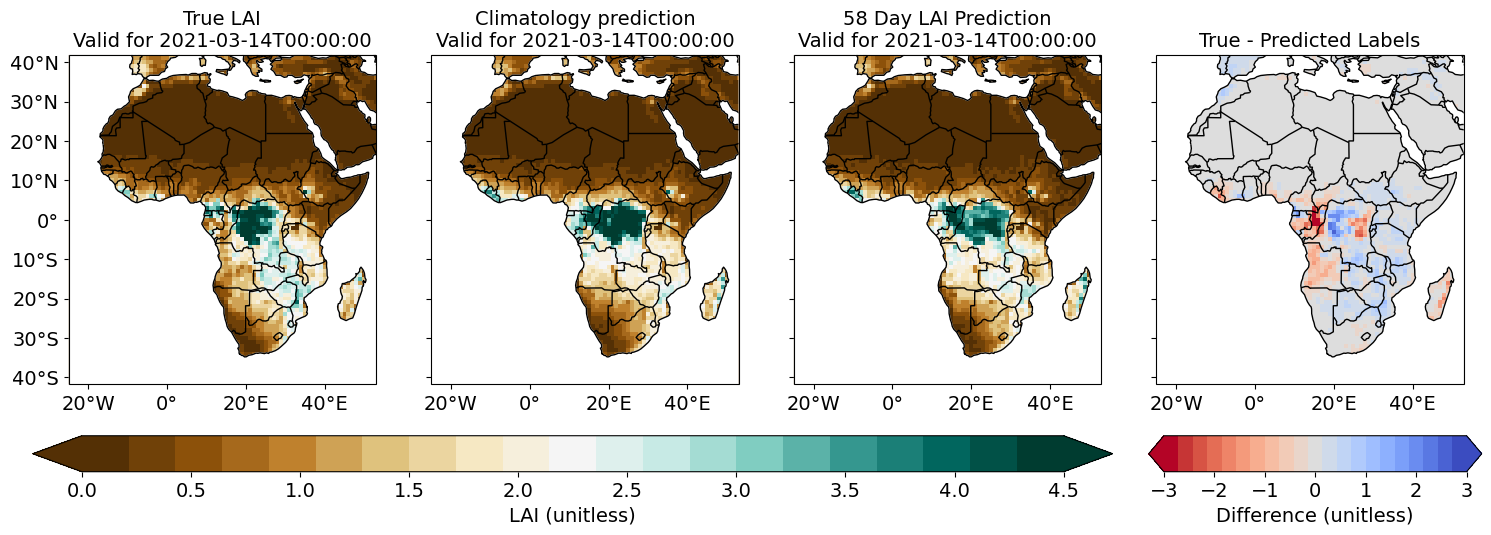 True LAI
Valid for 2021-03-14T00:00:00
Climatology prediction
Valid for 2021-03-14T00:00:00
58 Day LAI Prediction
Valid for 2021-03-14T00:00:00
True - Predicted Labels
40°N
30°N
20°N
10°N
0°
10°S
20°S
30°S
40°S
20°W 0° 20°E 40°E
20°W 0° 20°E 40°E
20°W 0° 20°E 40°E
20°W 0° 20°E 40°E
0.0 0.5 1.0 1.5 2.0 2.5 3.0 3.5 4.0 4.5
LAI (unitless)
−3 −2 −1 0 1 2 3
Difference (unitless)